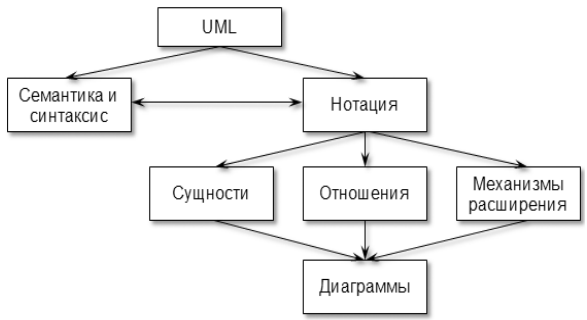 UML
Семантика и
синтаксис
Нотация
Сущности
Отношения
Механизмы
расширения
Диаграммы